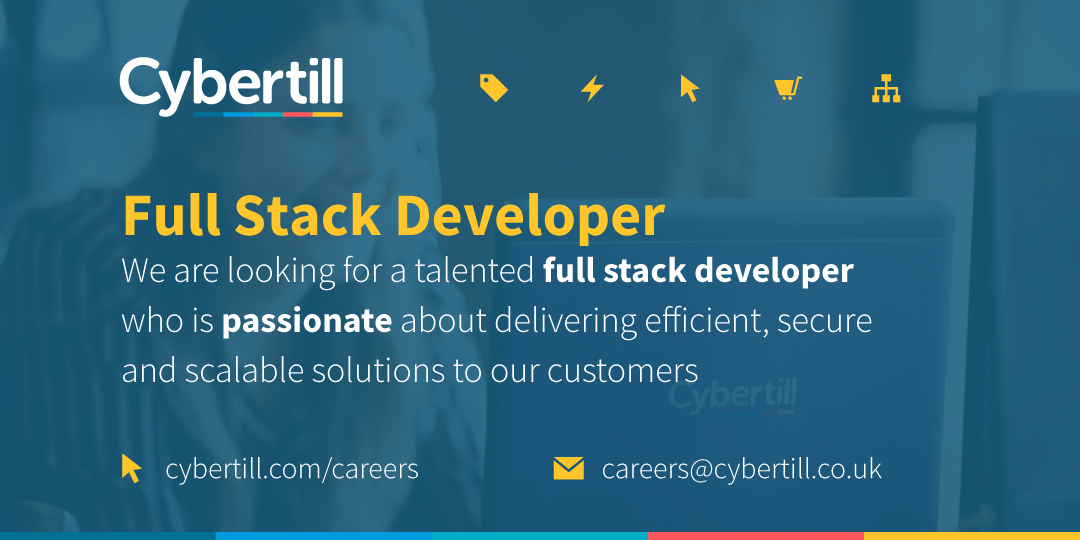 Cybertill
Full Stack Developer
We are looking for a talented full stack developer
who is passionate about delivering efficient, secure
and scalable solutions to our customers
Cybertill
cybertill.com/careers
careers@cybertill.co.uk